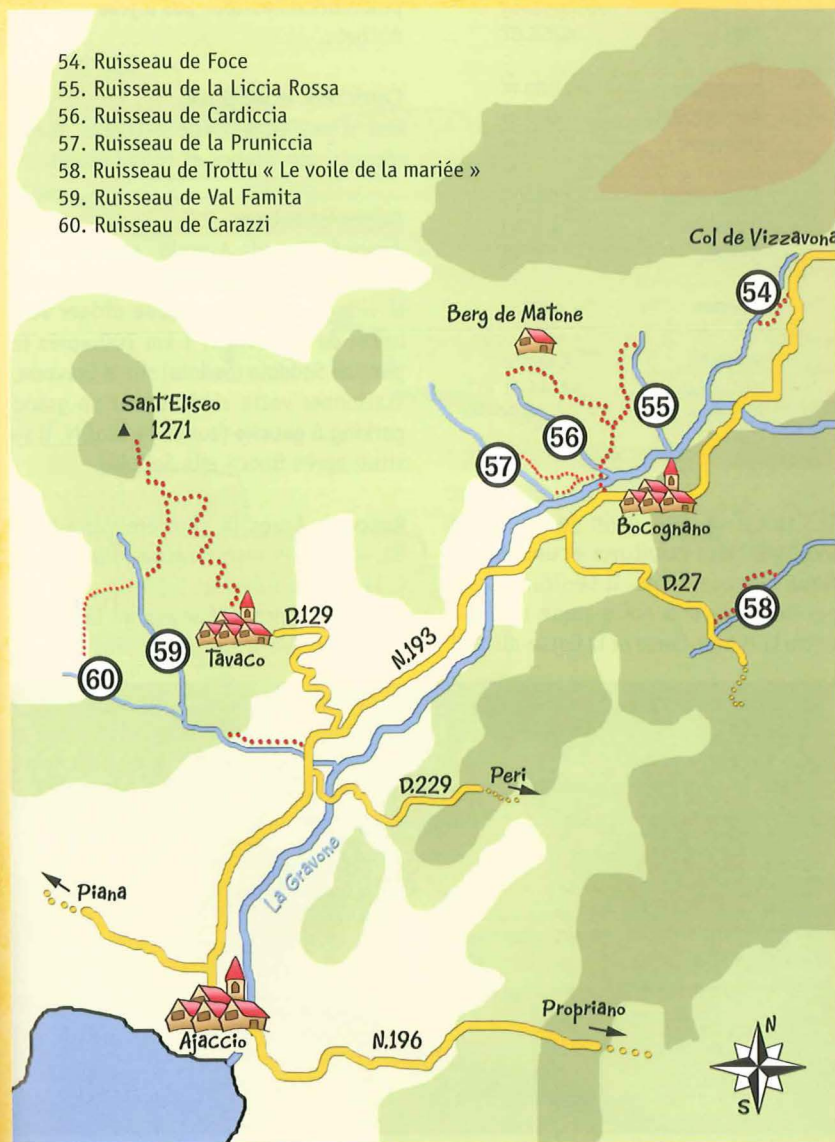 54. Ruisseau de Foce
55. Ruisseau de la Liccia Rossa
56. Ruisseau de Cardiccia
57. Ruisseau de la Pruniccia
58. Ruisseau de Trottu « Le voile de la mariée »
59. Ruisseau de Val Famita
60. Ruisseau de Carazzi
Col de Vizzavona
54
Berg de Matone
Sant'Eliseo
1271
55
56
57
Bocognano
D.27
58
D.129
Tavaco
N.193
59
60
D.229
Peri
La Gravone
Piana
Propriano
Ajaccio
N.196
N
S